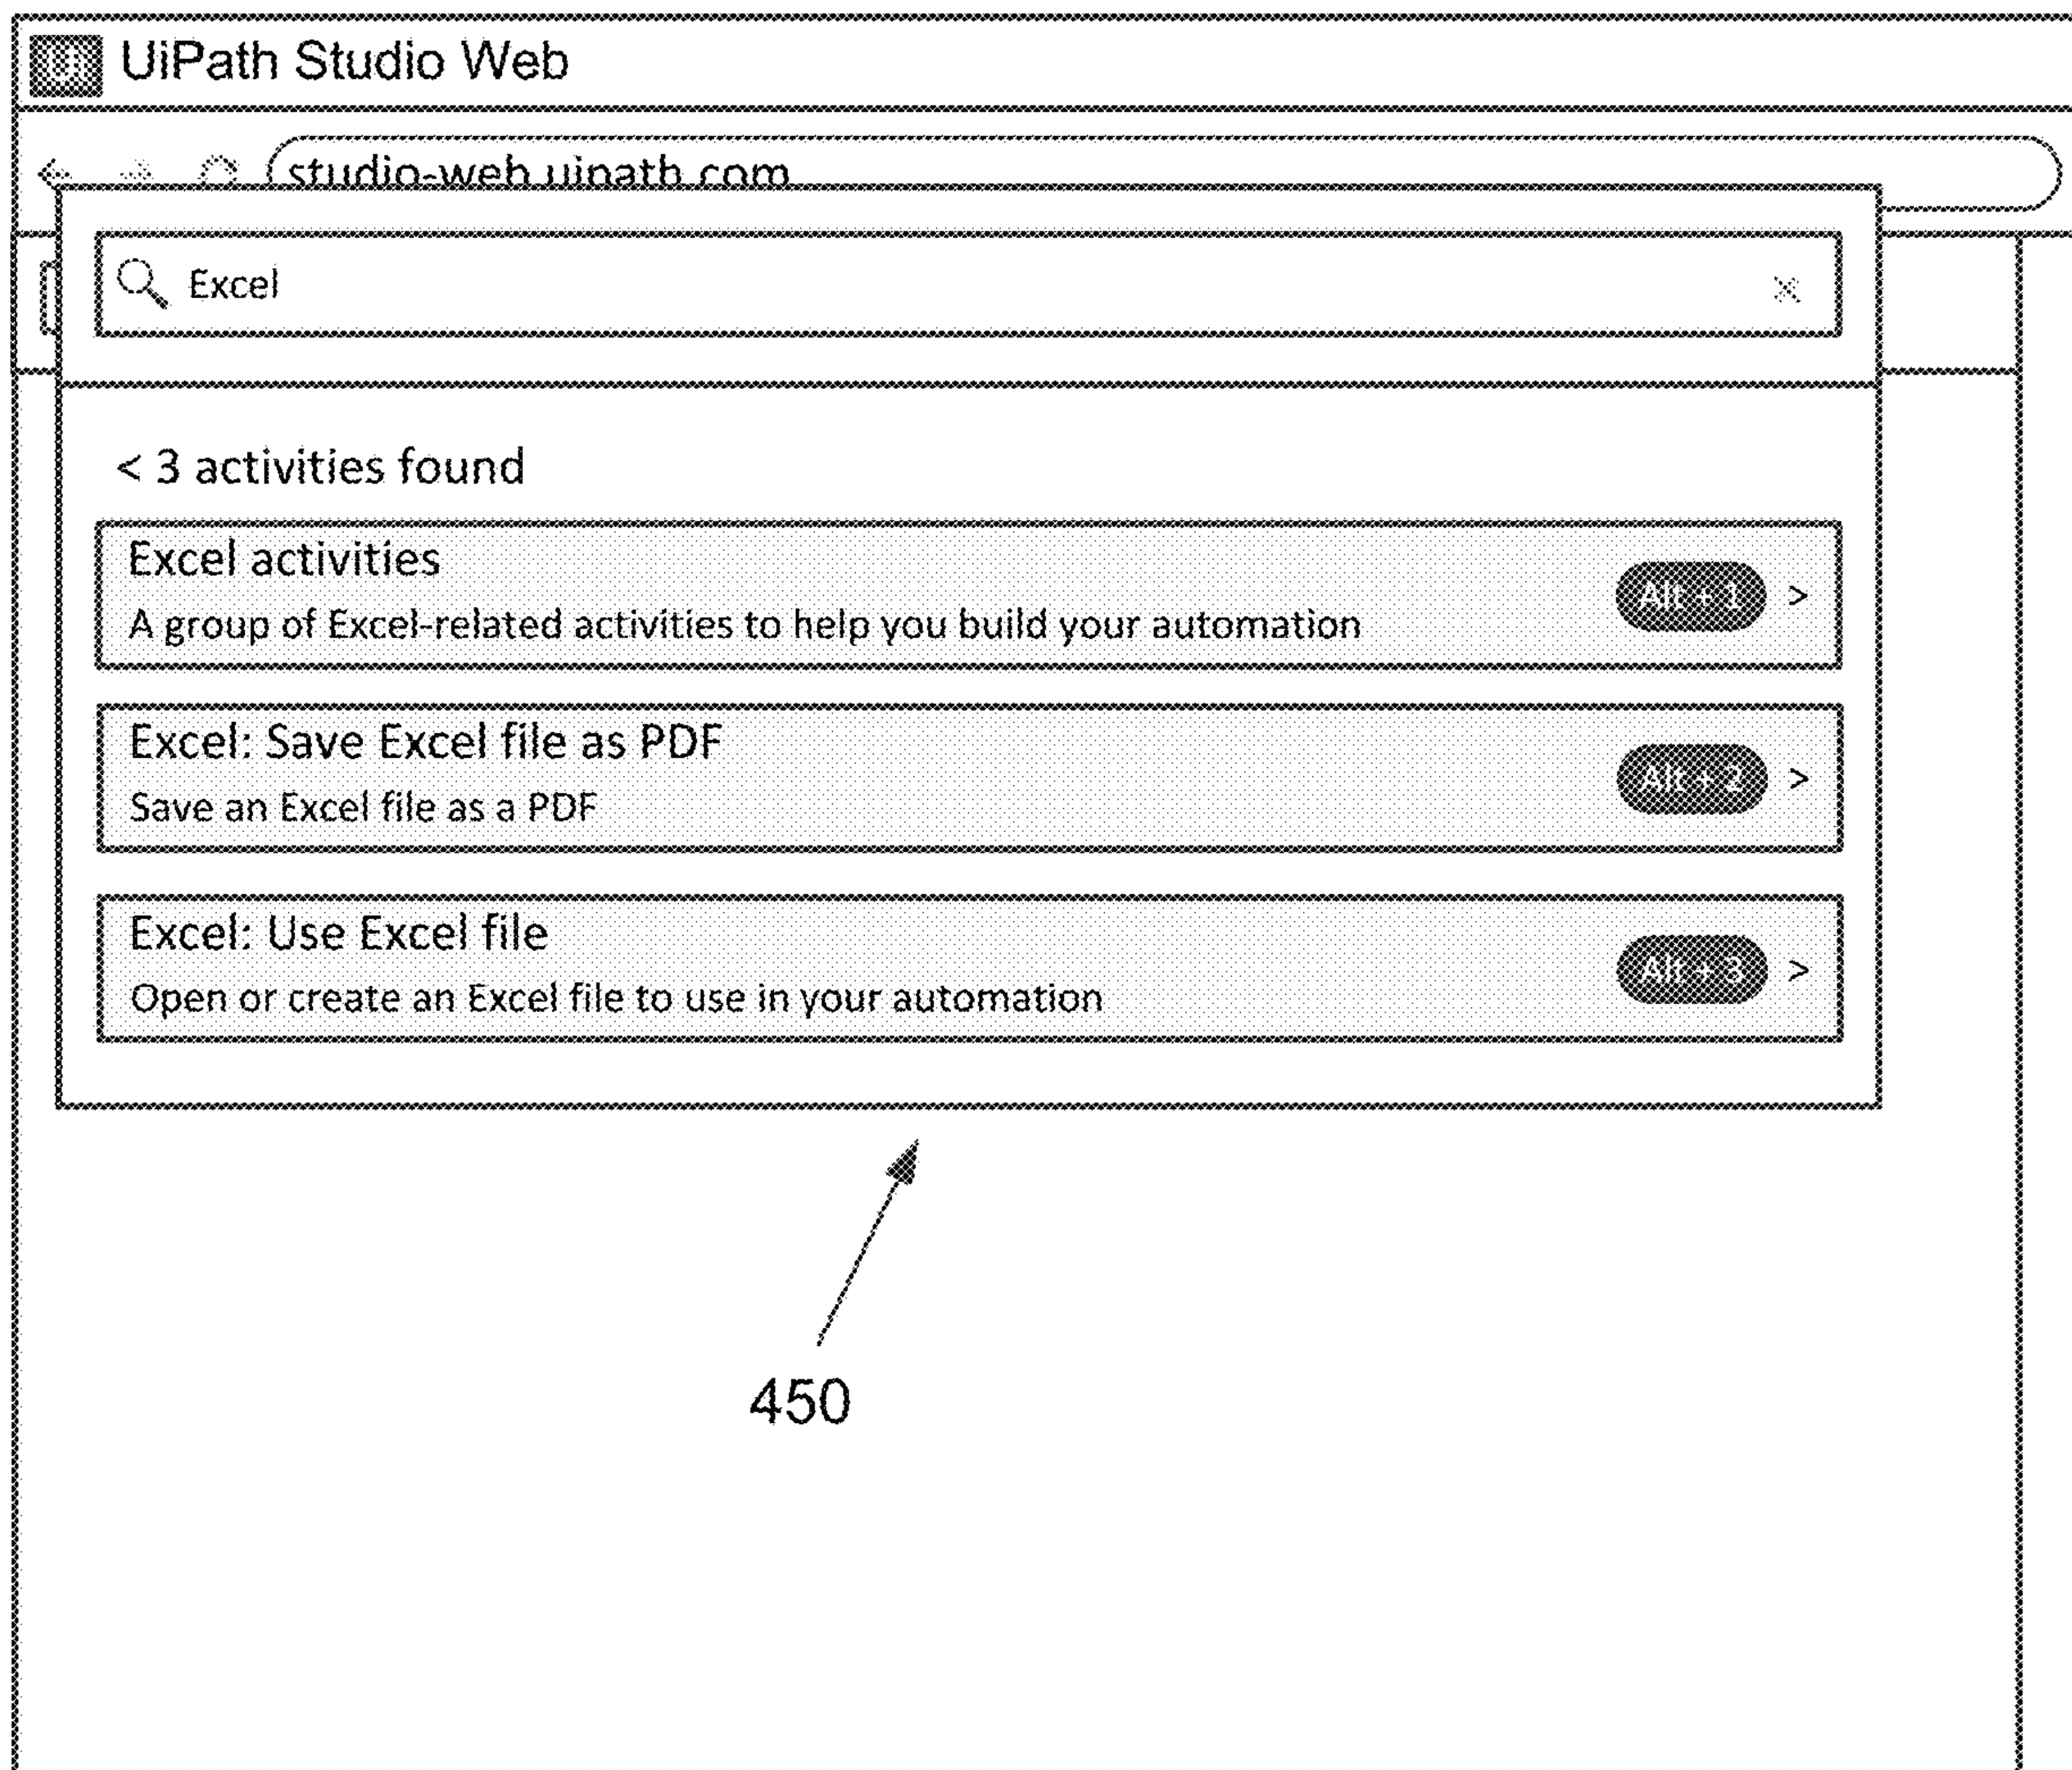 Ui UiPath Studio Web
studio-web.uipath.com
Excel
< 3 activities found
Excel activities
A group of Excel-related activities to help you build your automation
Alt + 1 >
Excel: Save Excel file as PDF
Save an Excel file as a PDF
Alt + 2 >
Excel: Use Excel file
Open or create an Excel file to use in your automation
Alt + 3 >
450